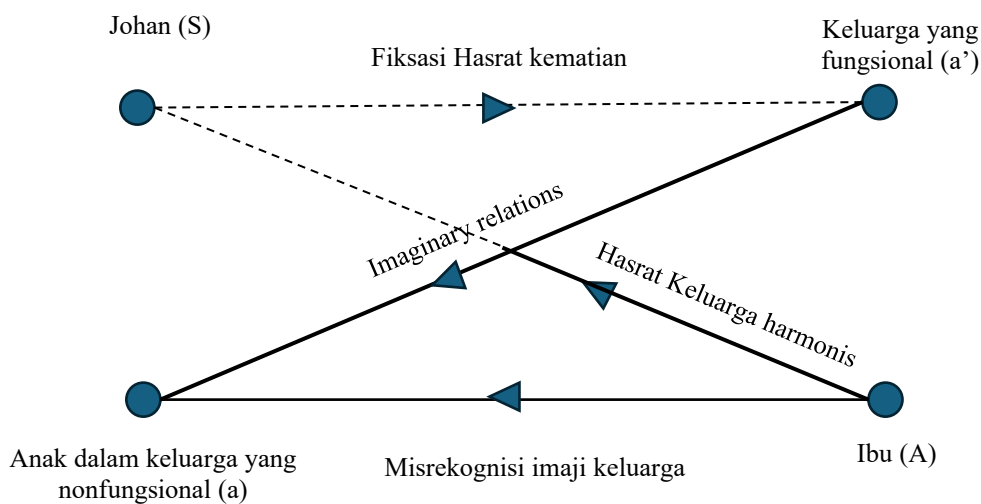 Johan (S)
Keluarga yang
fungsional (a’)
Fiksasi Hasrat kematian
Imaginary relations
Hasrat Keluarga harmonis
Anak dalam keluarga yang
nonfungsional (a)
Misrekognisi imaji keluarga
Ibu (A)